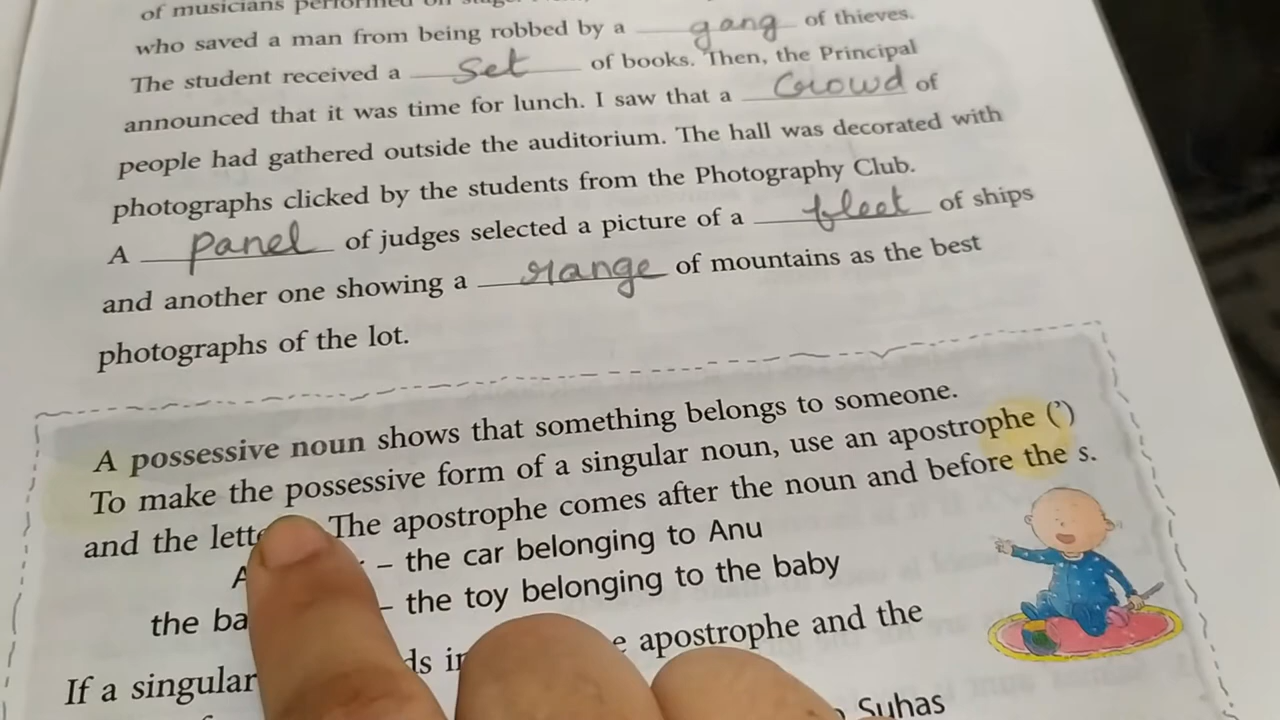 of musicians performed on stage.
who saved a man from being robbed by a gang of thieves.
The student received a set of books. Then, the Principal
announced that it was time for lunch. I saw that a crowd of
people had gathered outside the auditorium. The hall was decorated with
photographs clicked by the students from the Photography Club.
A panel of judges selected a picture of a fleet of ships
and another one showing a range of mountains as the best
photographs of the lot.
A possessive noun shows that something belongs to someone.
To make the possessive form of a singular noun, use an apostrophe (’)
and the The apostrophe comes after the noun and before the s.
– the car belonging to Anu
the – the toy belonging to the baby
If a singular apostrophe and the
Suhas